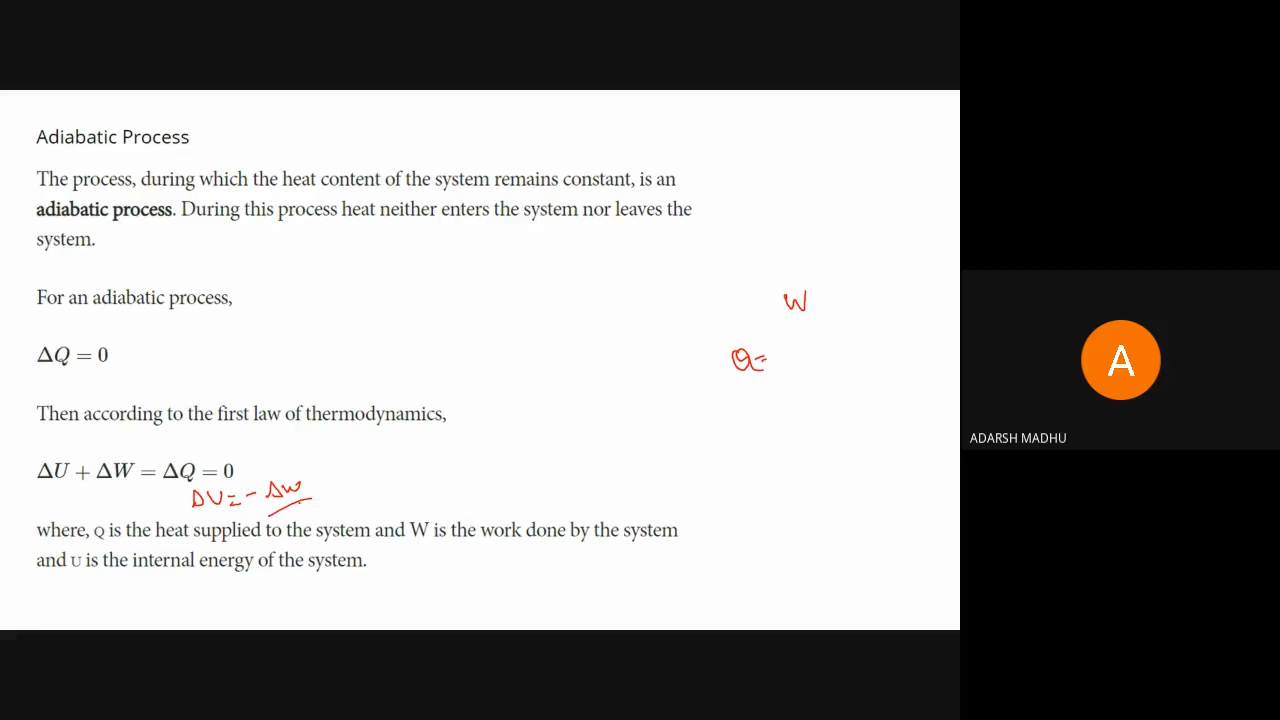 Adiabatic Process
The process, during which the heat content of the system remains constant, is an
adiabatic process. During this process heat neither enters the system nor leaves the
system.
For an adiabatic process,
W
ΔQ = 0
Q=
Then according to the first law of thermodynamics,
ΔU + ΔW = ΔQ = 0
ΔU = - ΔW
where, Q is the heat supplied to the system and W is the work done by the system
and U is the internal energy of the system.
A
ADARSH MADHU